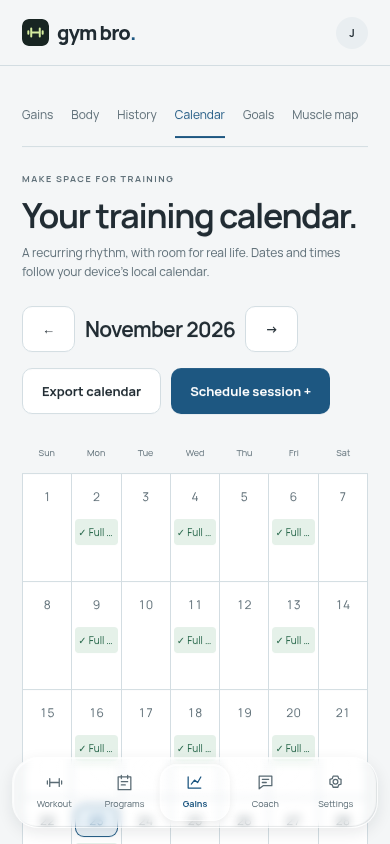 gym bro.
J
Gains Body History Calendar Goals Muscle map
MAKE SPACE FOR TRAINING
Your training calendar.
A recurring rhythm, with room for real life. Dates and times
follow your device's local calendar.
← November 2026 →
Export calendar Schedule session +
Sun Mon Tue Wed Thu Fri Sat
1 2 3 4 5 6 7
✓ Full ... ✓ Full ... ✓ Full ...
8 9 10 11 12 13 14
✓ Full ... ✓ Full ... ✓ Full ...
15 16 17 18 19 20 21
✓ Full ... ✓ Full ... ✓ Full ...
Workout Programs Gains Coach Settings